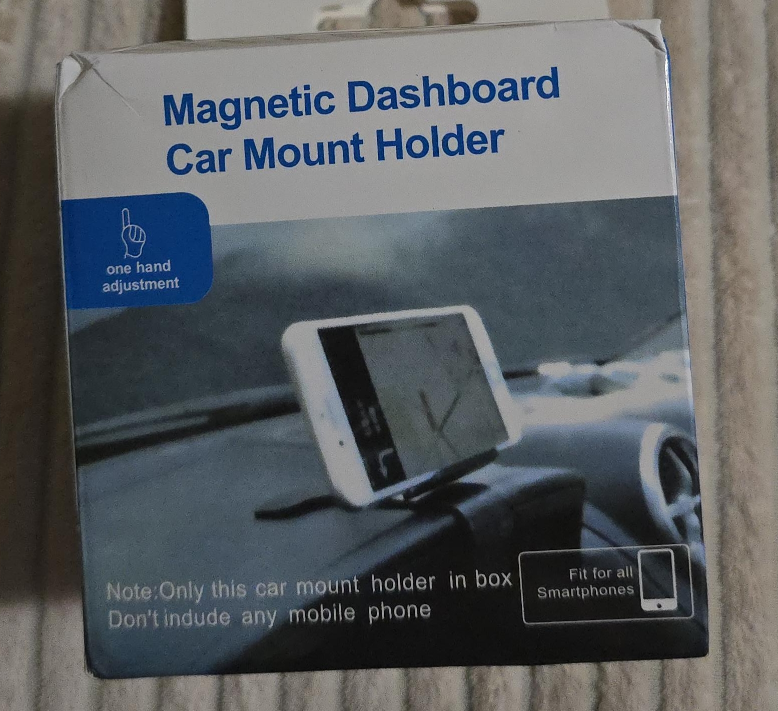 Magnetic Dashboard
Car Mount Holder
one hand
adjustment
Note:Only this car mount holder in box
Don't indude any mobile phone
Fit for all
Smartphones